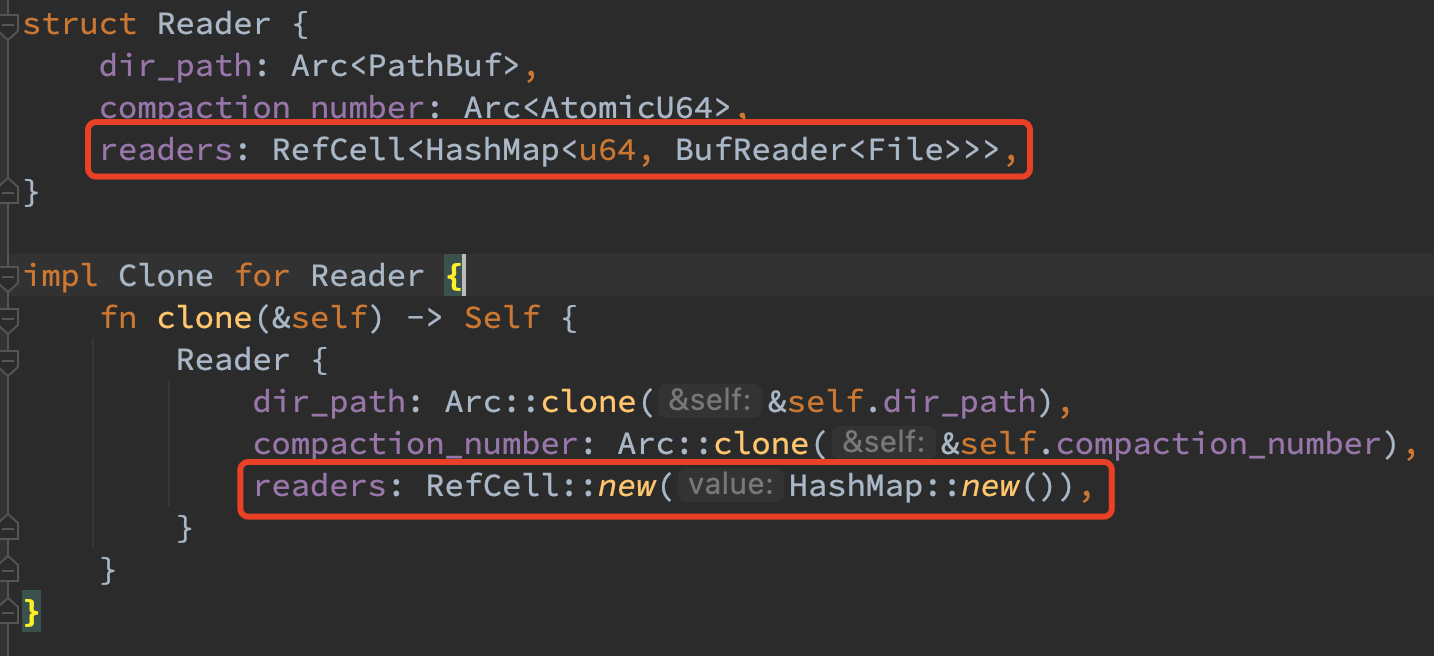 struct Reader {
    dir_path: Arc<PathBuf>,
    compaction_number: Arc<AtomicU64>,
    readers: RefCell<HashMap<u64, BufReader<File>>>,
}
impl Clone for Reader {
    fn clone(&self) -> Self {
        Reader {
            dir_path: Arc::clone( &self: &self.dir_path),
            compaction_number: Arc::clone( &self: &self.compaction_number),
            readers: RefCell::new( value: HashMap::new()),
        }
    }
}